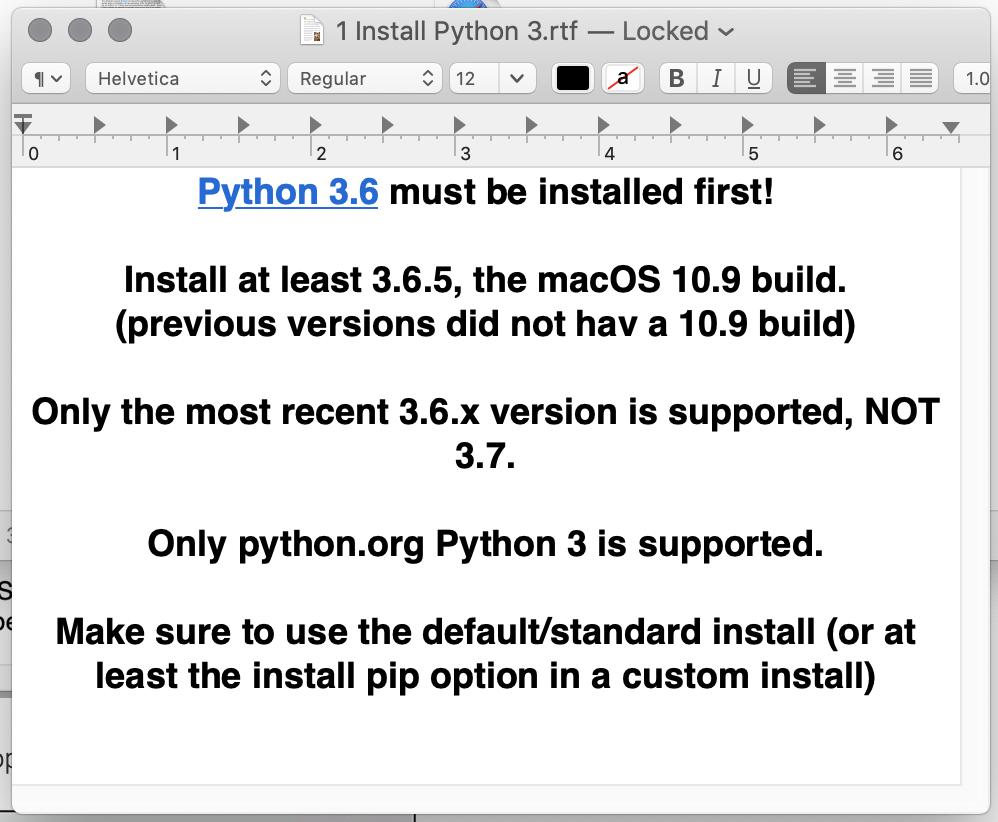 1 Install Python 3.rtf — Locked
¶ Helvetica Regular 12 a B I U 1.0
0 1 2 3 4 5 6
Python 3.6 must be installed first!
Install at least 3.6.5, the macOS 10.9 build.
(previous versions did not hav a 10.9 build)
Only the most recent 3.6.x version is supported, NOT
3.7.
Only python.org Python 3 is supported.
Make sure to use the default/standard install (or at
least the install pip option in a custom install)